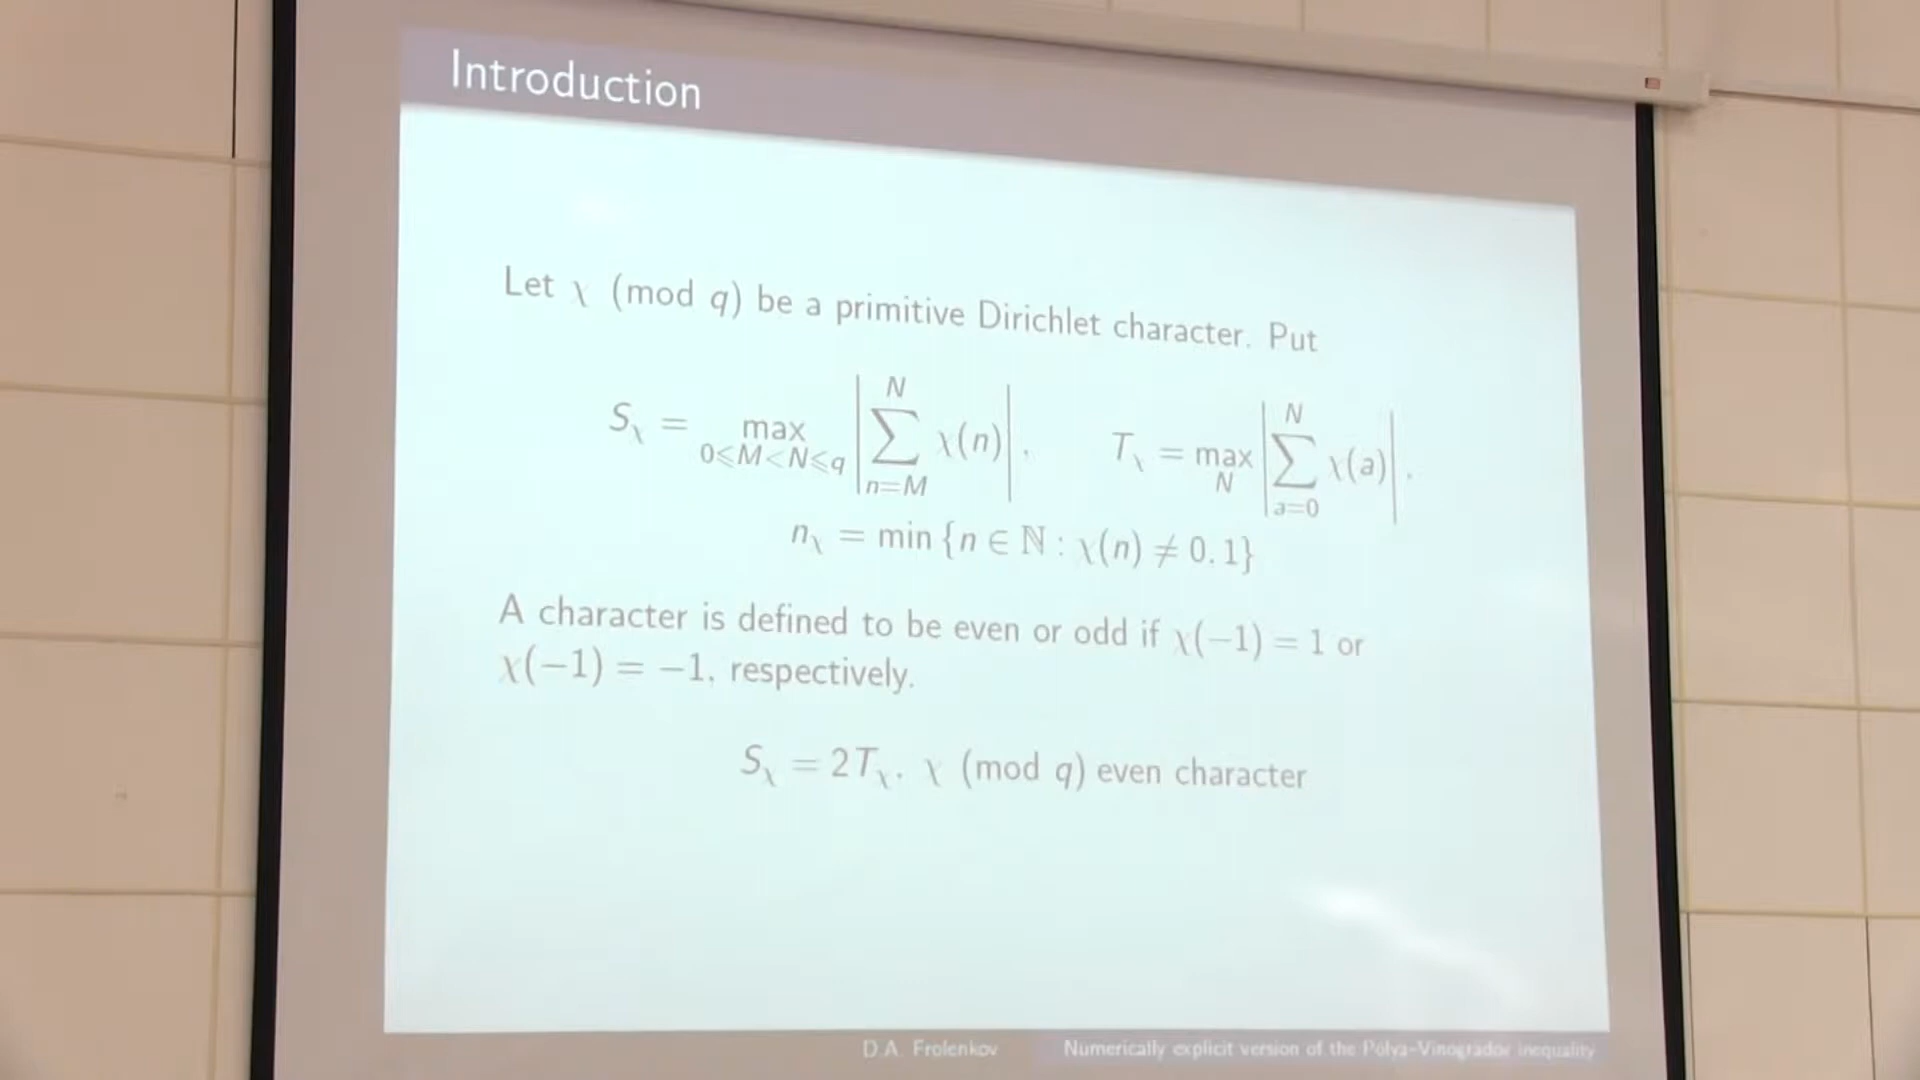 Introduction
Let χ (mod q) be a primitive Dirichlet character. Put
S_χ = max_{0⩽M<N⩽q} |∑_{n=M}^{N} χ(n)|, T_χ = max_N |∑_{a=0}^{N} χ(a)|.
n_χ = min {n ∈ ℕ : χ(n) ≠ 0, 1}
A character is defined to be even or odd if χ(−1) = 1 or
χ(−1) = −1, respectively.
S_χ = 2T_χ, χ (mod q) even character
D.A. Frolenkov Numerically explicit version of the Pólya–Vinogradov inequality